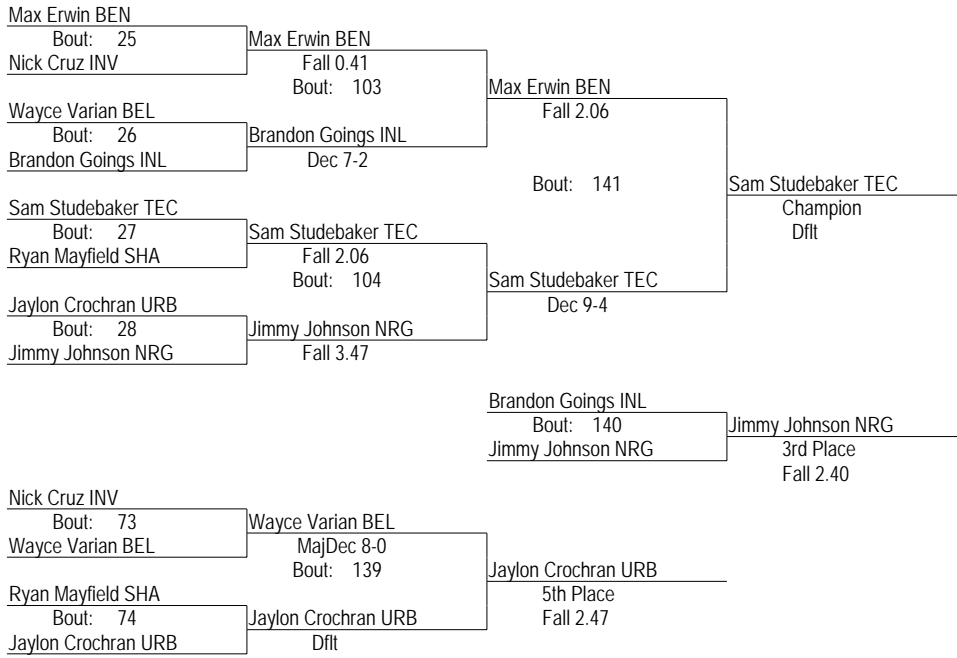 Max Erwin BEN
Bout: 25
Nick Cruz INV
Max Erwin BEN
Fall 0.41
Bout: 103
Wayce Varian BEL
Bout: 26
Brandon Goings INL
Brandon Goings INL
Dec 7-2
Max Erwin BEN
Fall 2.06
Bout: 141
Sam Studebaker TEC
Champion
Dflt
Sam Studebaker TEC
Bout: 27
Ryan Mayfield SHA
Sam Studebaker TEC
Fall 2.06
Bout: 104
Jaylon Crochran URB
Bout: 28
Jimmy Johnson NRG
Jimmy Johnson NRG
Fall 3.47
Sam Studebaker TEC
Dec 9-4
Brandon Goings INL
Bout: 140
Jimmy Johnson NRG
Jimmy Johnson NRG
3rd Place
Fall 2.40
Nick Cruz INV
Bout: 73
Wayce Varian BEL
Wayce Varian BEL
MajDec 8-0
Bout: 139
Ryan Mayfield SHA
Bout: 74
Jaylon Crochran URB
Jaylon Crochran URB
Dflt
Jaylon Crochran URB
5th Place
Fall 2.47